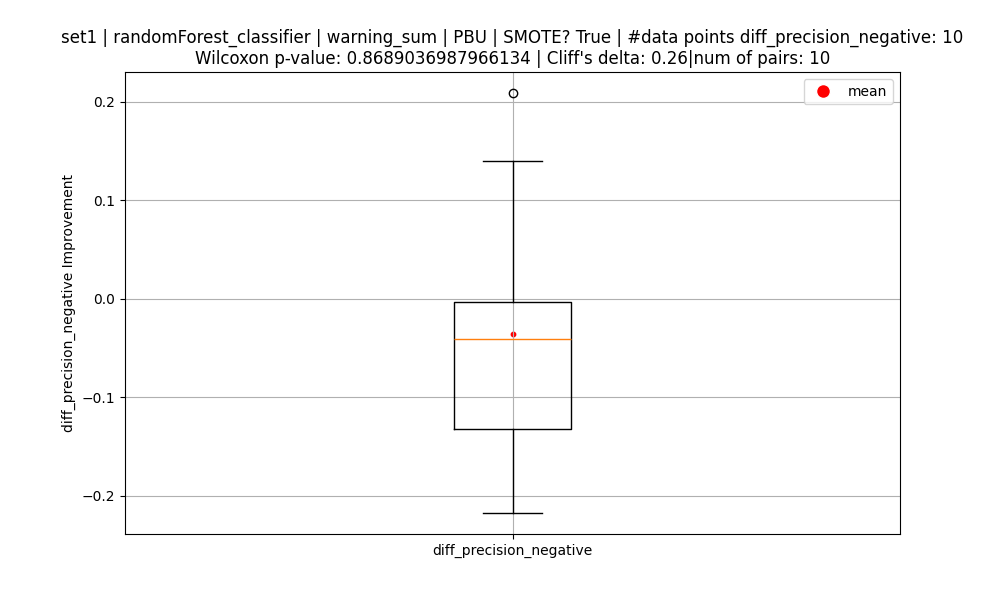 set1 | randomForest_classifier | warning_sum | PBU | SMOTE? True | #data points diff_precision_negative: 10
Wilcoxon p-value: 0.8689036987966134 | Cliff's delta: 0.26|num of pairs: 10
mean
0.2
0.1
0.0
−0.1
−0.2
diff_precision_negative Improvement
diff_precision_negative